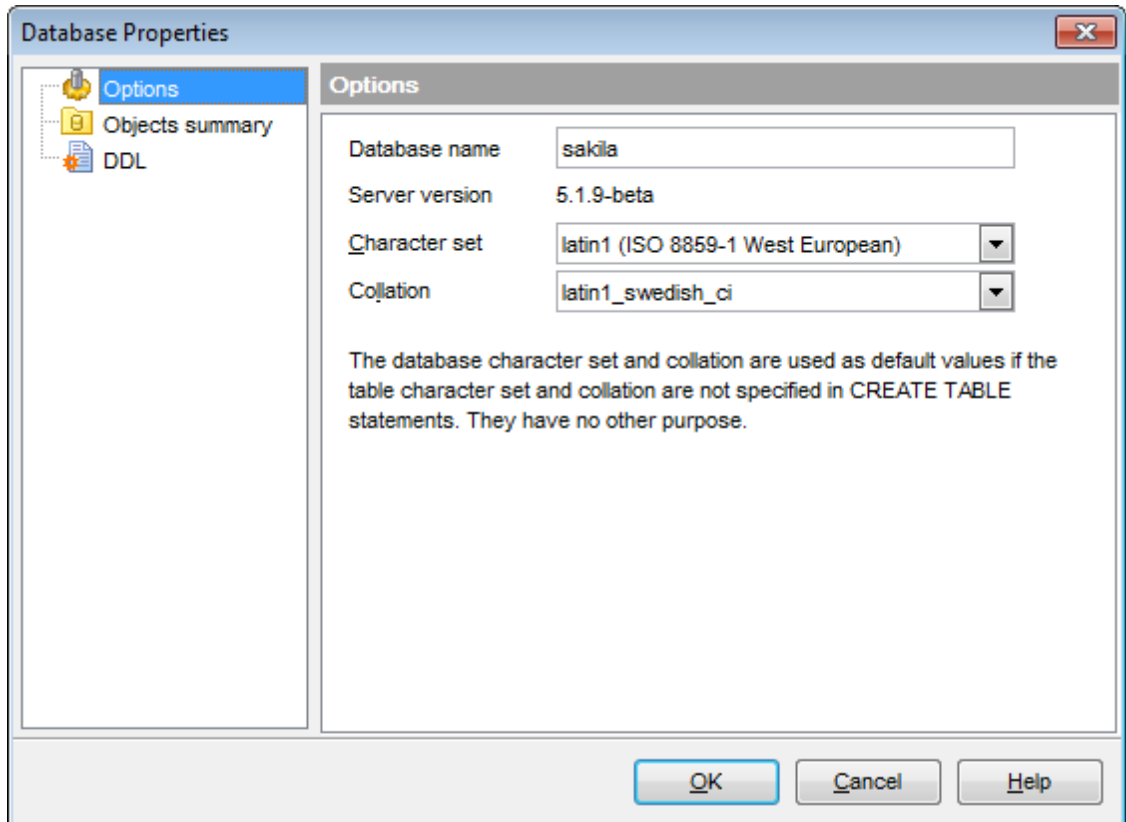 Database Properties
Options
Objects summary
DDL
Options
Database name sakila
Server version 5.1.9-beta
Character set latin1 (ISO 8859-1 West European)
Collation latin1_swedish_ci
The database character set and collation are used as default values if the
table character set and collation are not specified in CREATE TABLE
statements. They have no other purpose.
OK Cancel Help